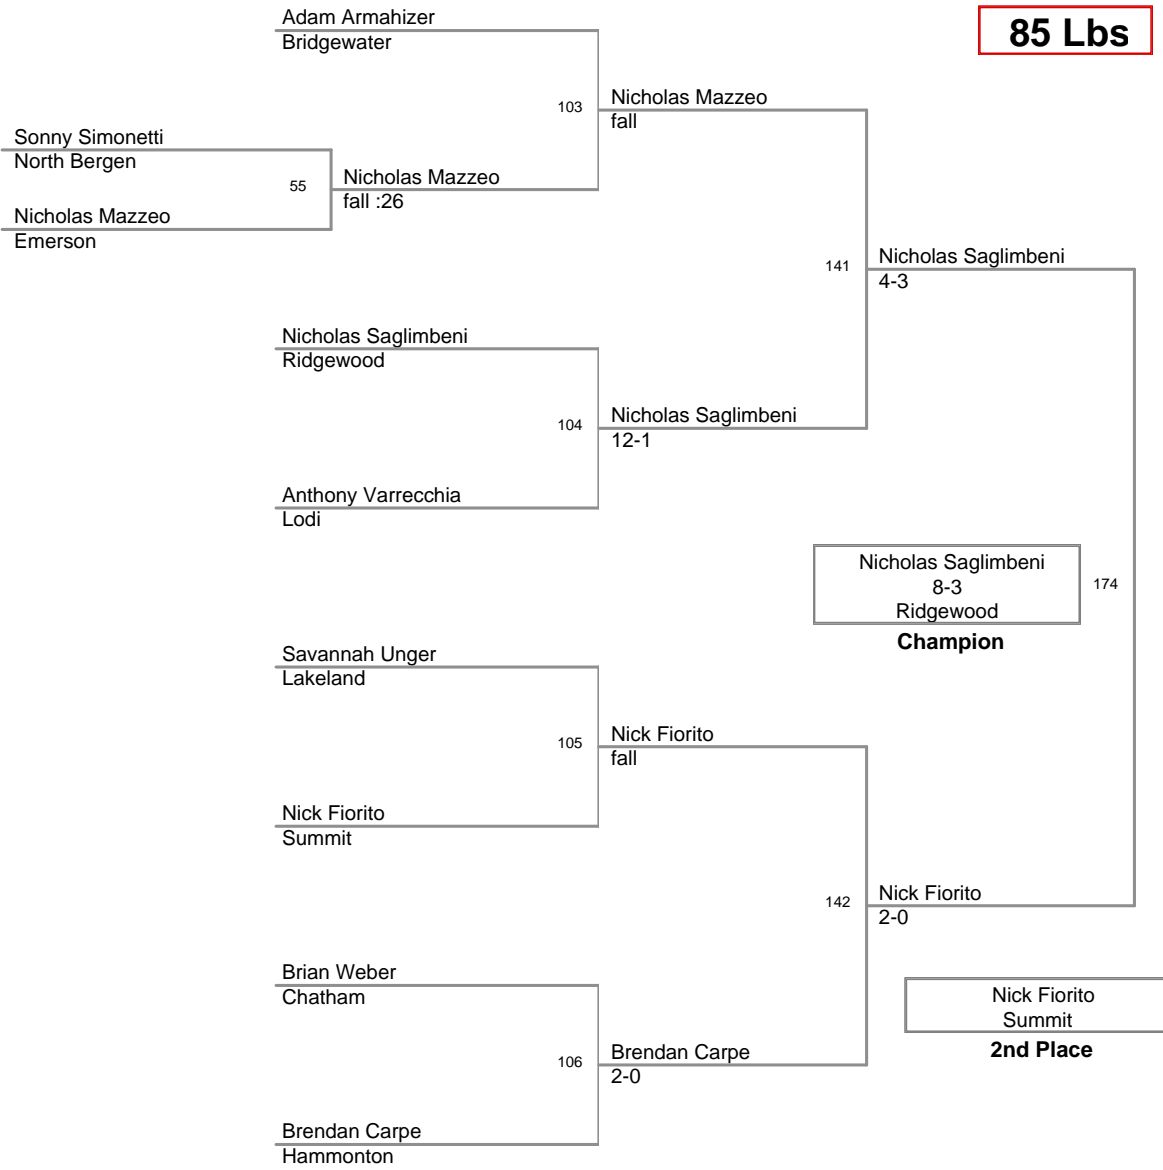 Adam Armahizer
Bridgewater
85 Lbs
103
Nicholas Mazzeo
fall
Sonny Simonetti
North Bergen
55
Nicholas Mazzeo
fall :26
Nicholas Mazzeo
Emerson
141
Nicholas Saglimbeni
4-3
Nicholas Saglimbeni
Ridgewood
104
Nicholas Saglimbeni
12-1
Anthony Varrecchia
Lodi
Nicholas Saglimbeni
8-3
Ridgewood
Champion
174
Savannah Unger
Lakeland
105
Nick Fiorito
fall
Nick Fiorito
Summit
142
Nick Fiorito
2-0
Brian Weber
Chatham
Nick Fiorito
Summit
2nd Place
106
Brendan Carpe
2-0
Brendan Carpe
Hammonton